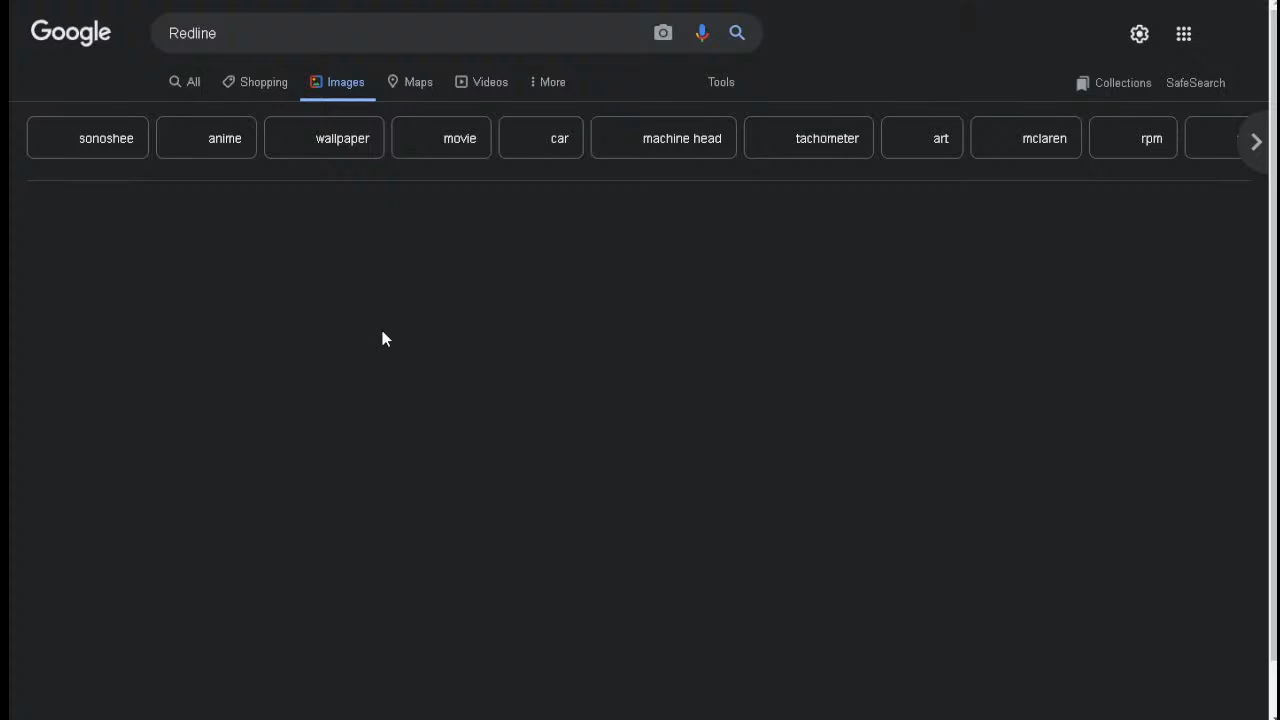 Google Redline
All Shopping Images Maps Videos More Tools Collections SafeSearch
sonoshee anime wallpaper movie car machine head tachometer art mclaren rpm